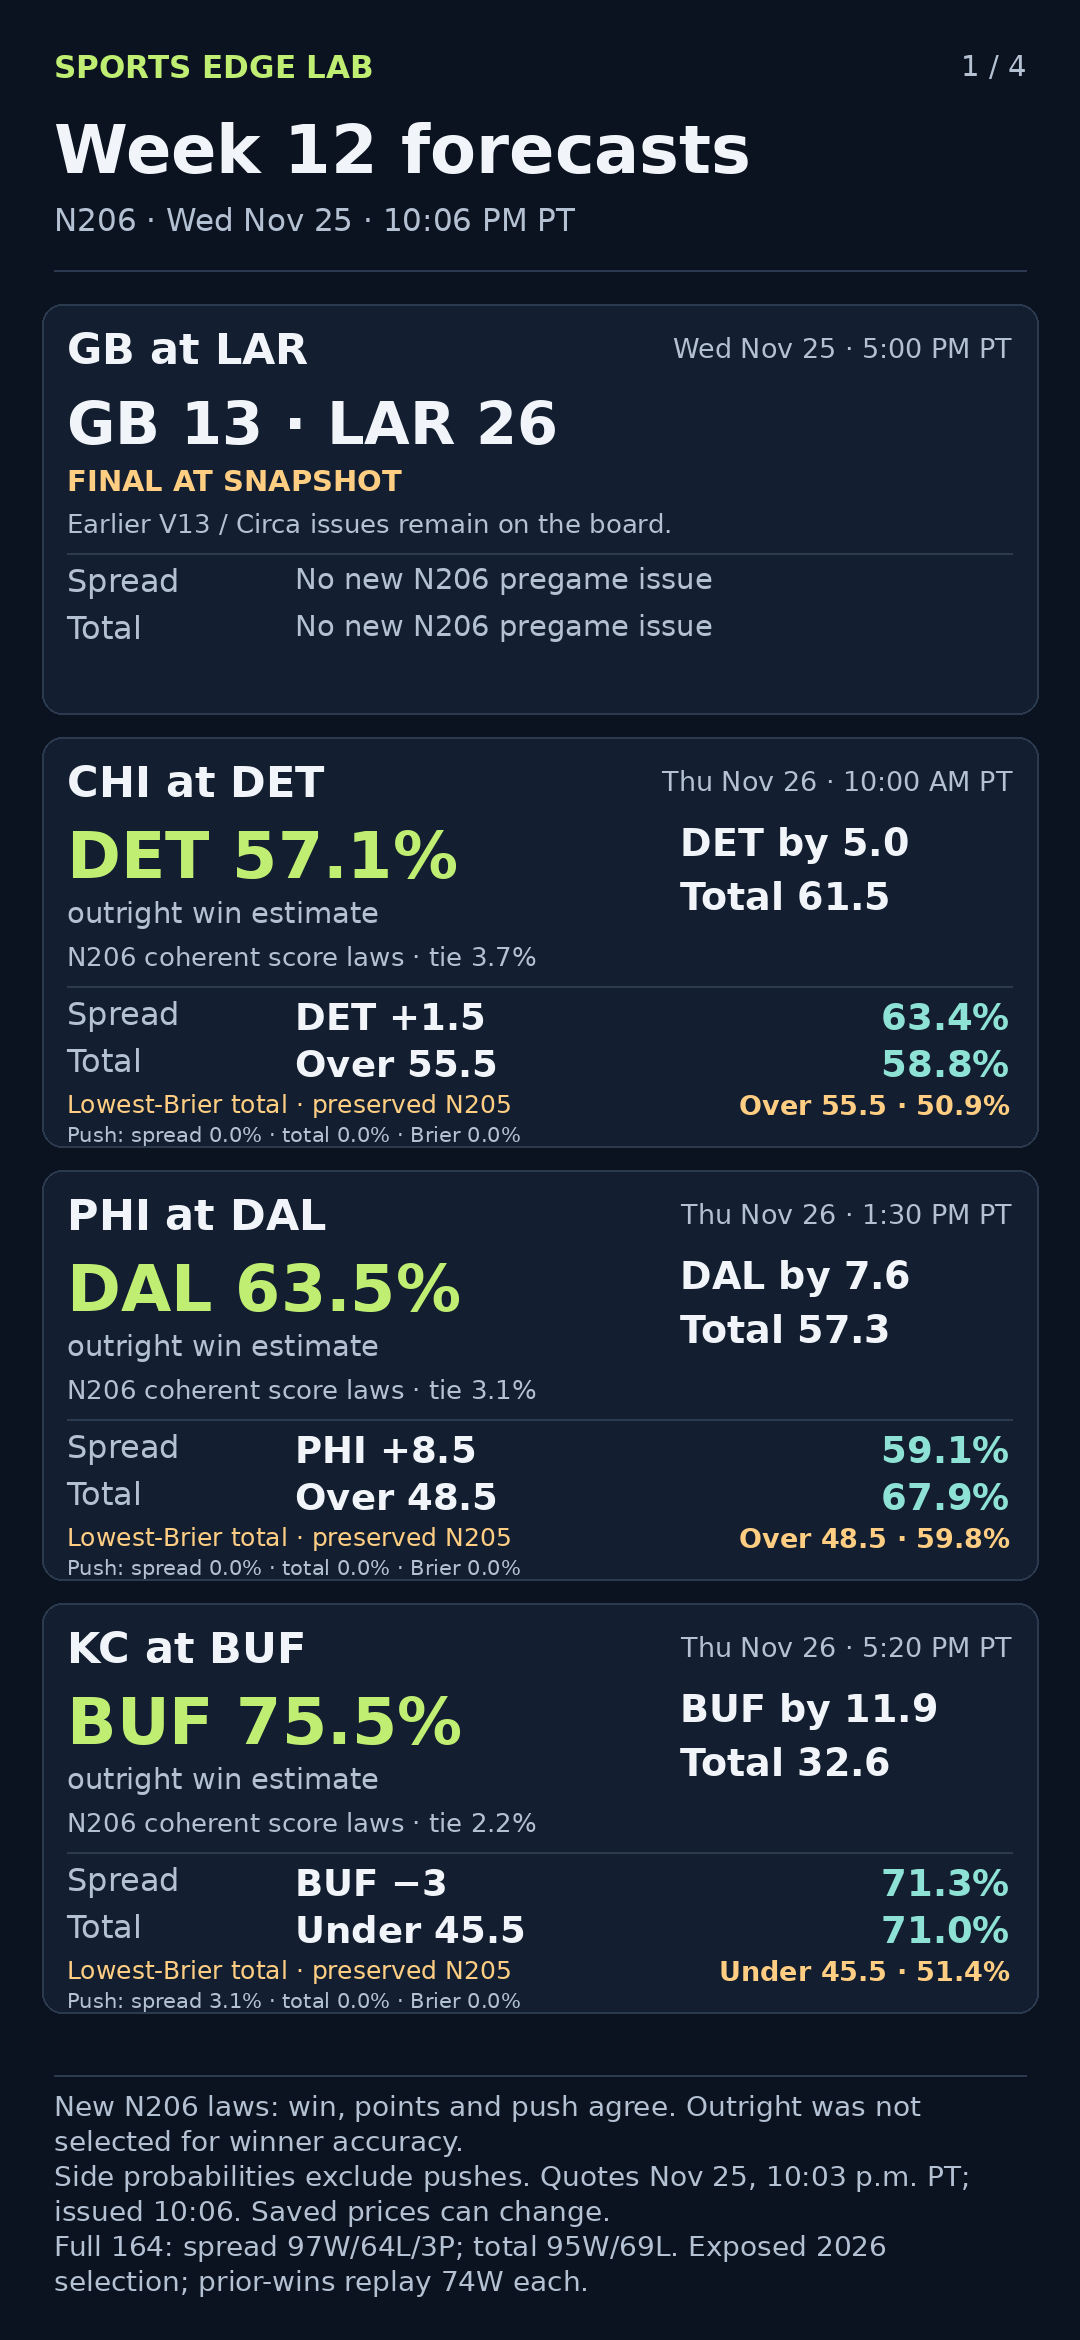 SPORTS EDGE LAB
1 / 4
Week 12 forecasts
N206 · Wed Nov 25 · 10:06 PM PT
GB at LAR
Wed Nov 25 · 5:00 PM PT
GB 13 · LAR 26
FINAL AT SNAPSHOT
Earlier V13 / Circa issues remain on the board.
Spread No new N206 pregame issue
Total No new N206 pregame issue
CHI at DET
Thu Nov 26 · 10:00 AM PT
DET 57.1%
DET by 5.0
Total 61.5
outright win estimate
N206 coherent score laws · tie 3.7%
Spread DET +1.5 63.4%
Total Over 55.5 58.8%
Lowest-Brier total · preserved N205 Over 55.5 · 50.9%
Push: spread 0.0% · total 0.0% · Brier 0.0%
PHI at DAL
Thu Nov 26 · 1:30 PM PT
DAL 63.5%
DAL by 7.6
Total 57.3
outright win estimate
N206 coherent score laws · tie 3.1%
Spread PHI +8.5 59.1%
Total Over 48.5 67.9%
Lowest-Brier total · preserved N205 Over 48.5 · 59.8%
Push: spread 0.0% · total 0.0% · Brier 0.0%
KC at BUF
Thu Nov 26 · 5:20 PM PT
BUF 75.5%
BUF by 11.9
Total 32.6
outright win estimate
N206 coherent score laws · tie 2.2%
Spread BUF −3 71.3%
Total Under 45.5 71.0%
Lowest-Brier total · preserved N205 Under 45.5 · 51.4%
Push: spread 3.1% · total 0.0% · Brier 0.0%
New N206 laws: win, points and push agree. Outright was not
selected for winner accuracy.
Side probabilities exclude pushes. Quotes Nov 25, 10:03 p.m. PT;
issued 10:06. Saved prices can change.
Full 164: spread 97W/64L/3P; total 95W/69L. Exposed 2026
selection; prior-wins replay 74W each.